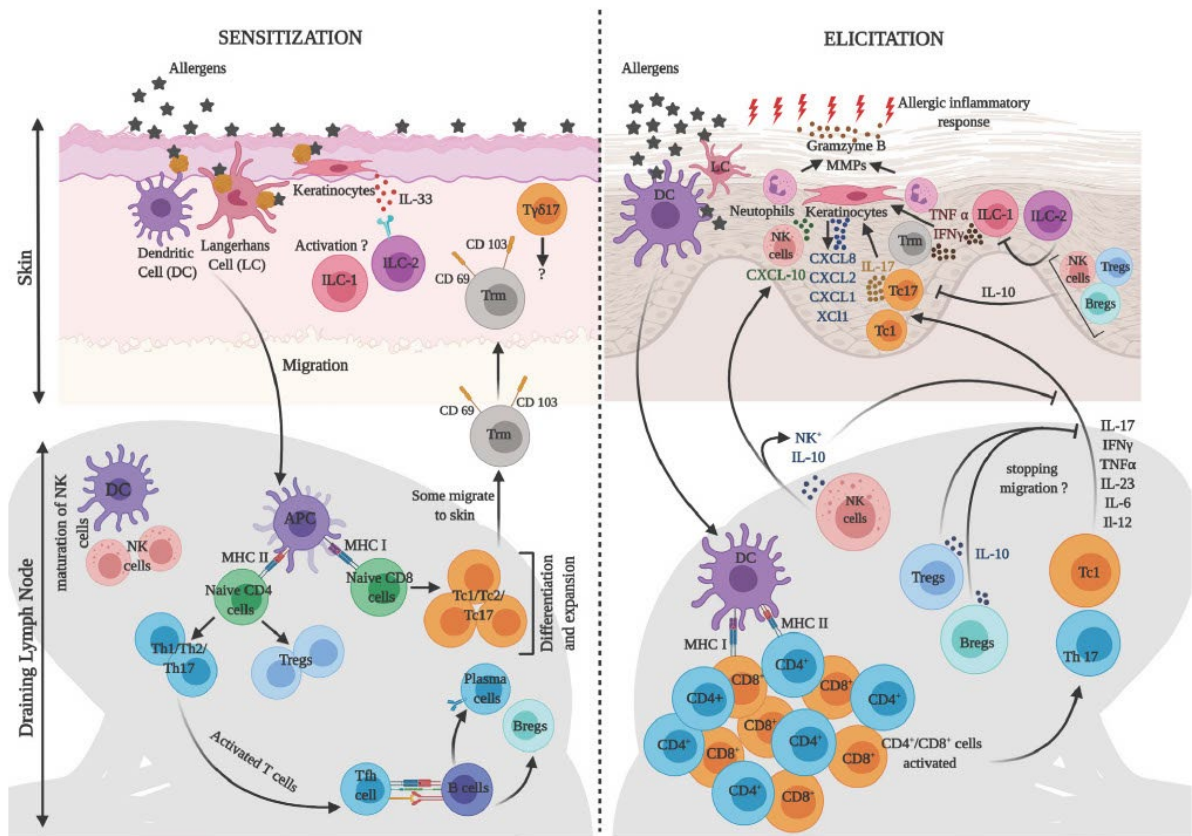 SENSITIZATION
Allergens
Skin
Keratinocytes
IL-33
Dendritic
Cell (DC)
Langerhans
Cell (LC)
Activation ?
ILC-1
ILC-2
Tγδ17
?
CD 103
CD 69
Trm
Migration
CD 69
CD 103
Trm
Some migrate
to skin
Draining Lymph Node
maturation of NK
cells
DC
NK
cells
APC
MHC II
MHC I
Naive CD4
cells
Naive CD8
cells
Tc1/Tc2/
Tc17
Differentiation
and expansion
Th1/Th2/
Th17
Tregs
Plasma
cells
Bregs
Activated T cells
Tfh
cell
B cells
ELICITATION
Allergens
Allergic inflammatory
response
Gramzyme B
MMPs
LC
DC
Neutophils
Keratinocytes
TNF α
IFNγ
ILC-1
ILC-2
NK
cells
CXCL-10
CXCL8
CXCL2
CXCL1
XCl1
Trm
IL-17
Tc17
Tc1
IL-10
NK
cells
Tregs
Bregs
NK⁺
IL-10
NK
cells
stopping
migration ?
IL-17
IFNγ
TNFα
IL-23
IL-6
Il-12
Tregs
IL-10
Bregs
Tc1
Th 17
DC
MHC I
MHC II
CD4⁺
CD8⁺
CD8⁺
CD4+
CD4⁺
CD8⁺
CD4⁺
CD4⁺
CD8⁺
CD8⁺
CD4⁺
CD8⁺
CD4⁺/CD8⁺ cells
activated